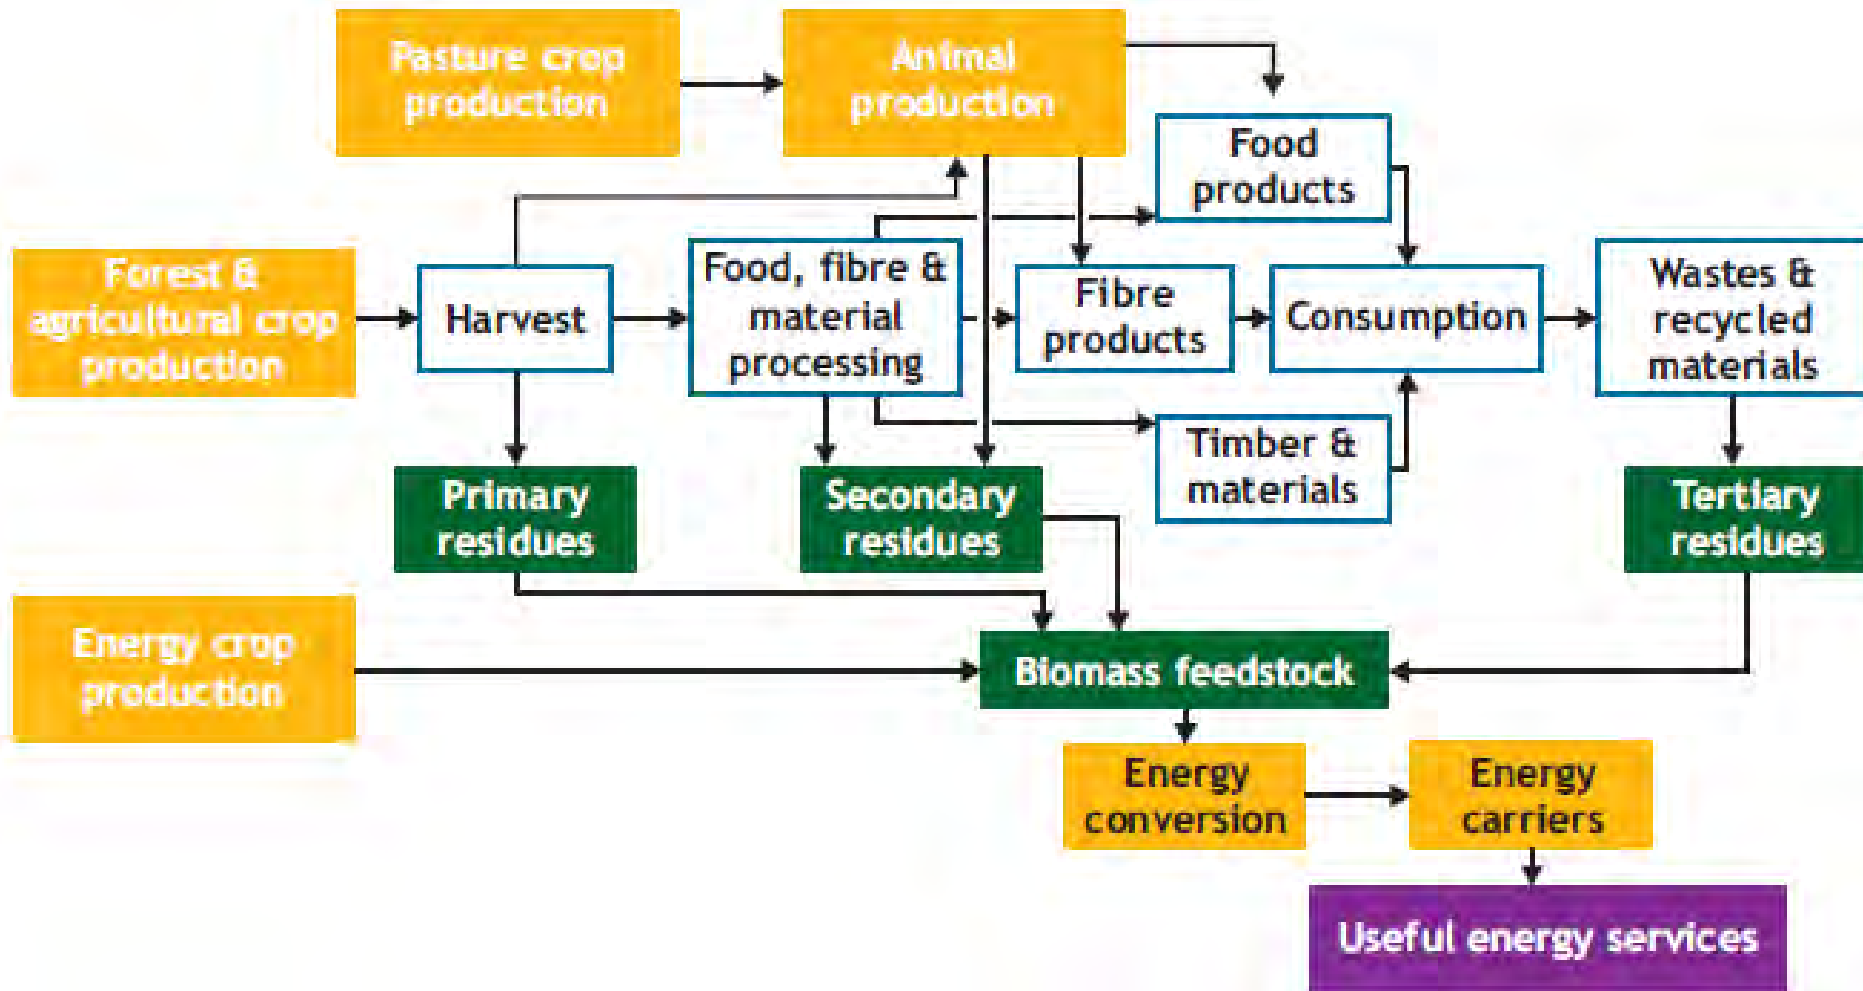 Pasture crop
production
Animal
production
Food
products
Forest &
agricultural crop
production
Harvest
Food, fibre &
material
processing
Fibre
products
Consumption
Wastes &
recycled
materials
Timber &
materials
Primary
residues
Secondary
residues
Tertiary
residues
Energy crop
production
Biomass feedstock
Energy
conversion
Energy
carriers
Useful energy services